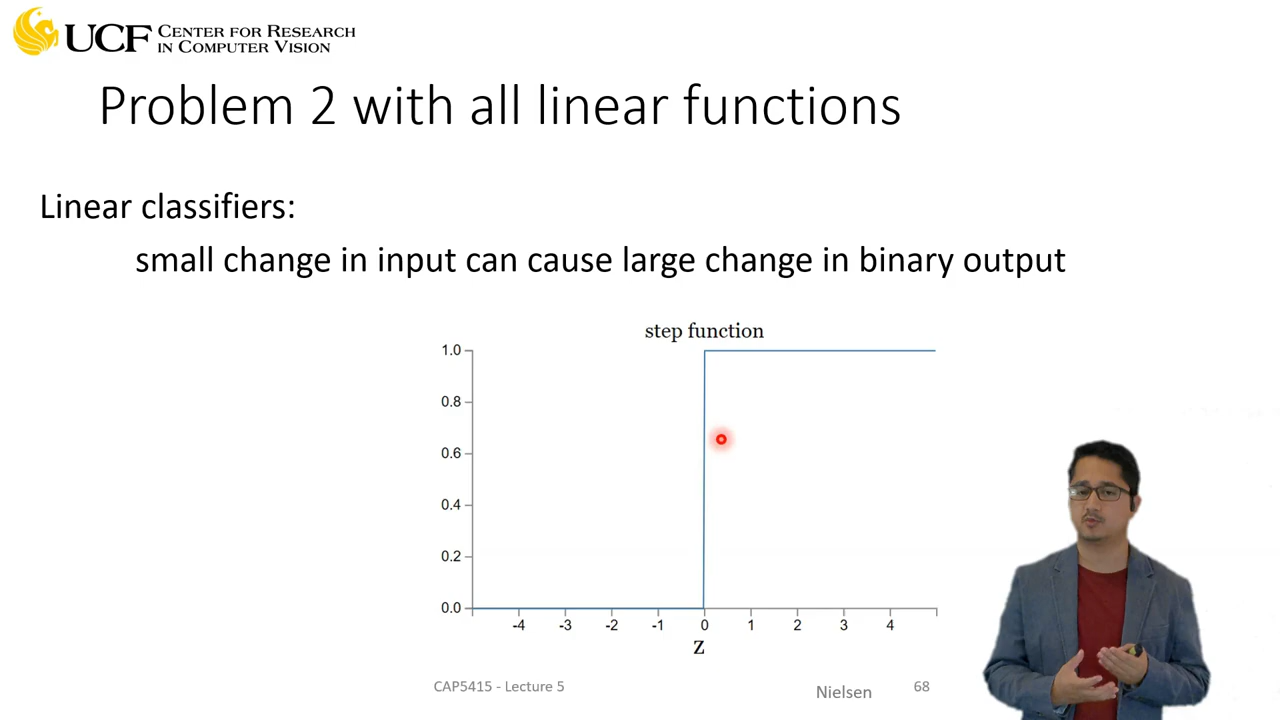 UCF CENTER FOR RESEARCH
IN COMPUTER VISION
Problem 2 with all linear functions
Linear classifiers:
small change in input can cause large change in binary output
step function
1.0
0.8
0.6
0.4
0.2
0.0
-4 -3 -2 -1 0 1 2 3 4
Z
CAP5415 - Lecture 5
Nielsen
68